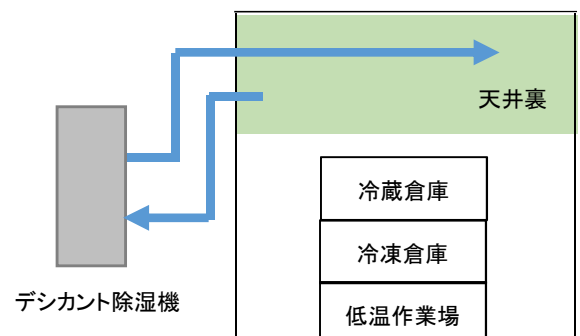 天井裏
冷蔵倉庫
冷凍倉庫
デシカント除湿機
低温作業場